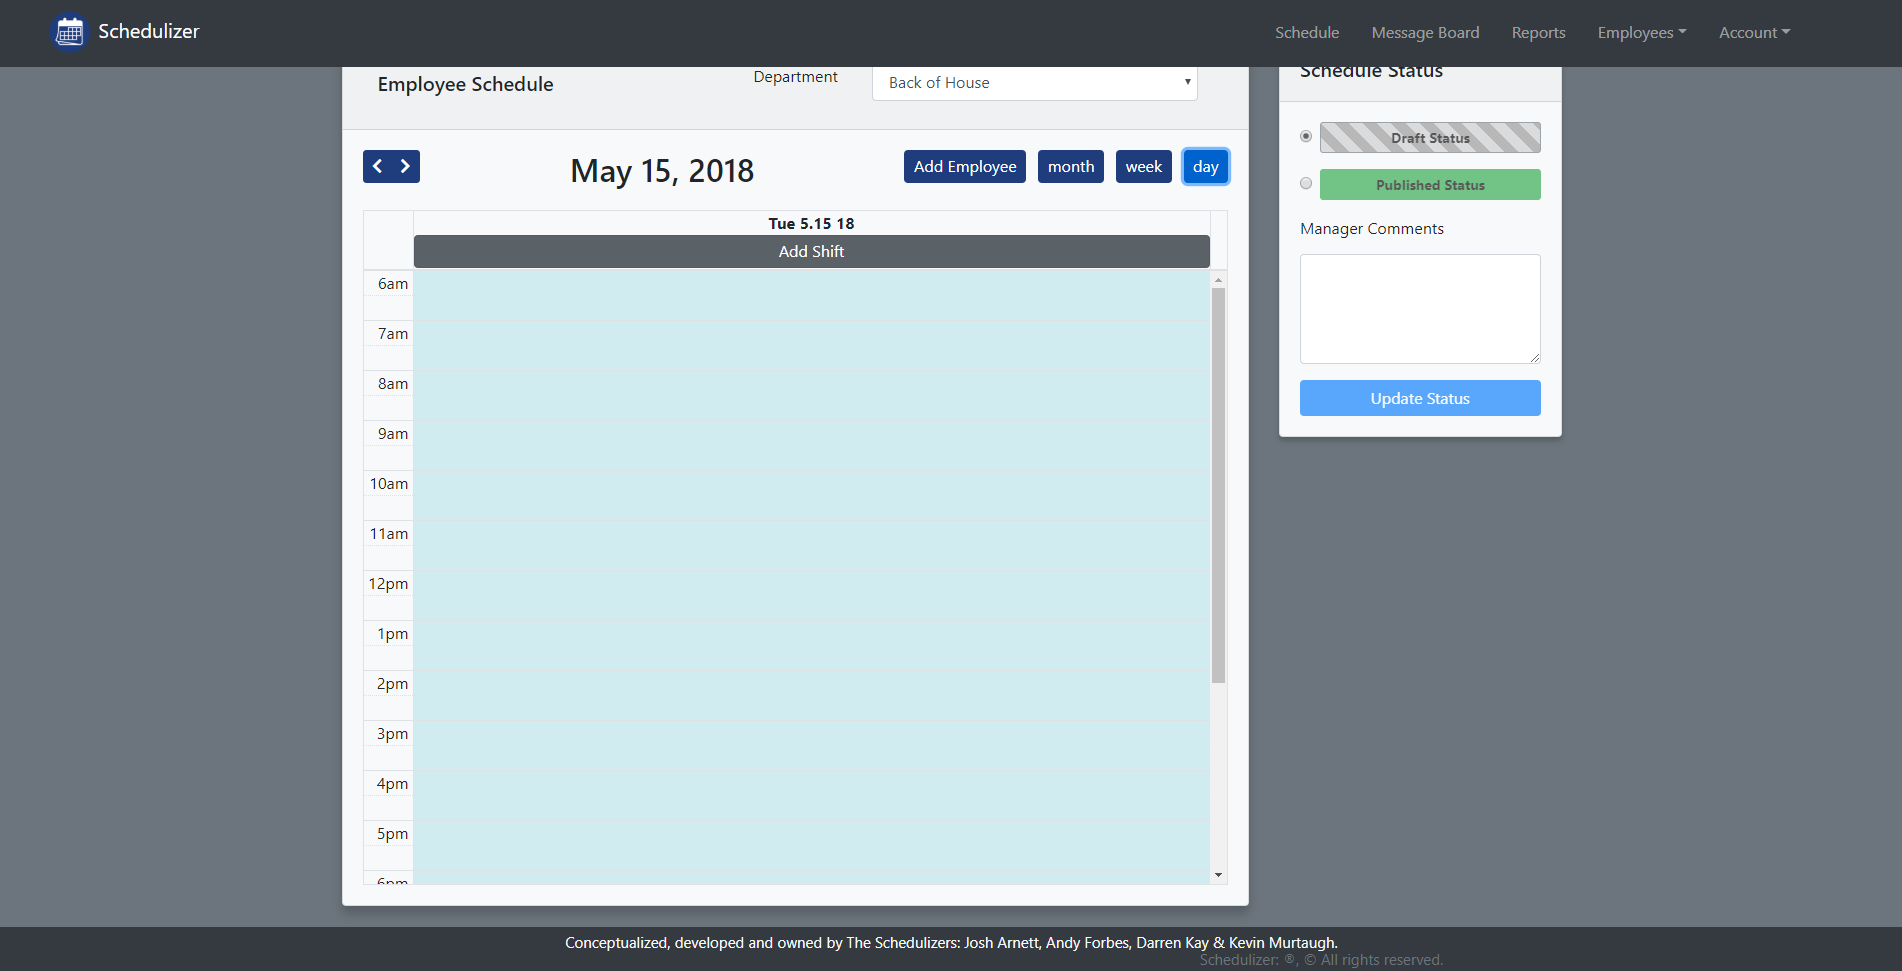 Schedulizer
Schedule Message Board Reports Employees Account
Employee Schedule
Department
Back of House
May 15, 2018
Add Employee month week day
Tue 5.15 18
Add Shift
6am
7am
8am
9am
10am
11am
12pm
1pm
2pm
3pm
4pm
5pm
6pm
Schedule Status
Draft Status
Published Status
Manager Comments
Update Status
Conceptualized, developed and owned by The Schedulizers: Josh Arnett, Andy Forbes, Darren Kay & Kevin Murtaugh.
Schedulizer: ®, © All rights reserved.